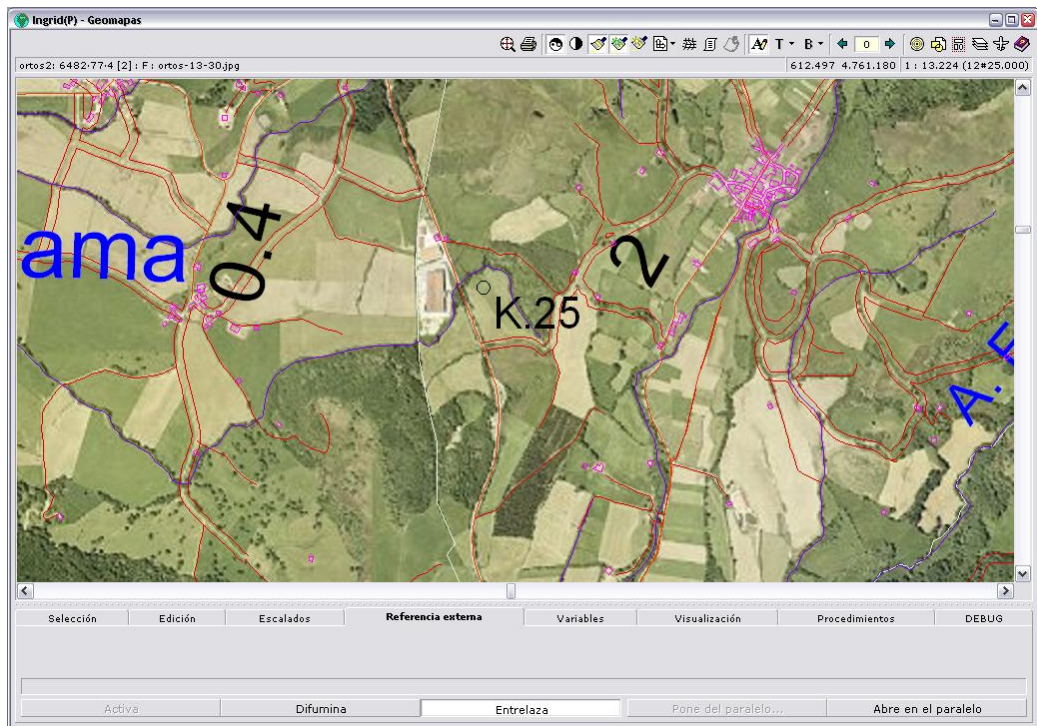 Ingrid(P) - Geomapas
A T B 0
ortos2: 6482-77-4 [2] : F : ortos-13-30.jpg 612.497 4.761.180 1 : 13.224 (12#25.000)
ama
0.4
2
K.25
A.
Selección Edición Escalados Referencia externa Variables Visualización Procedimientos DEBUG
Activa Difumina Entrelaza Pone del paralelo... Abre en el paralelo